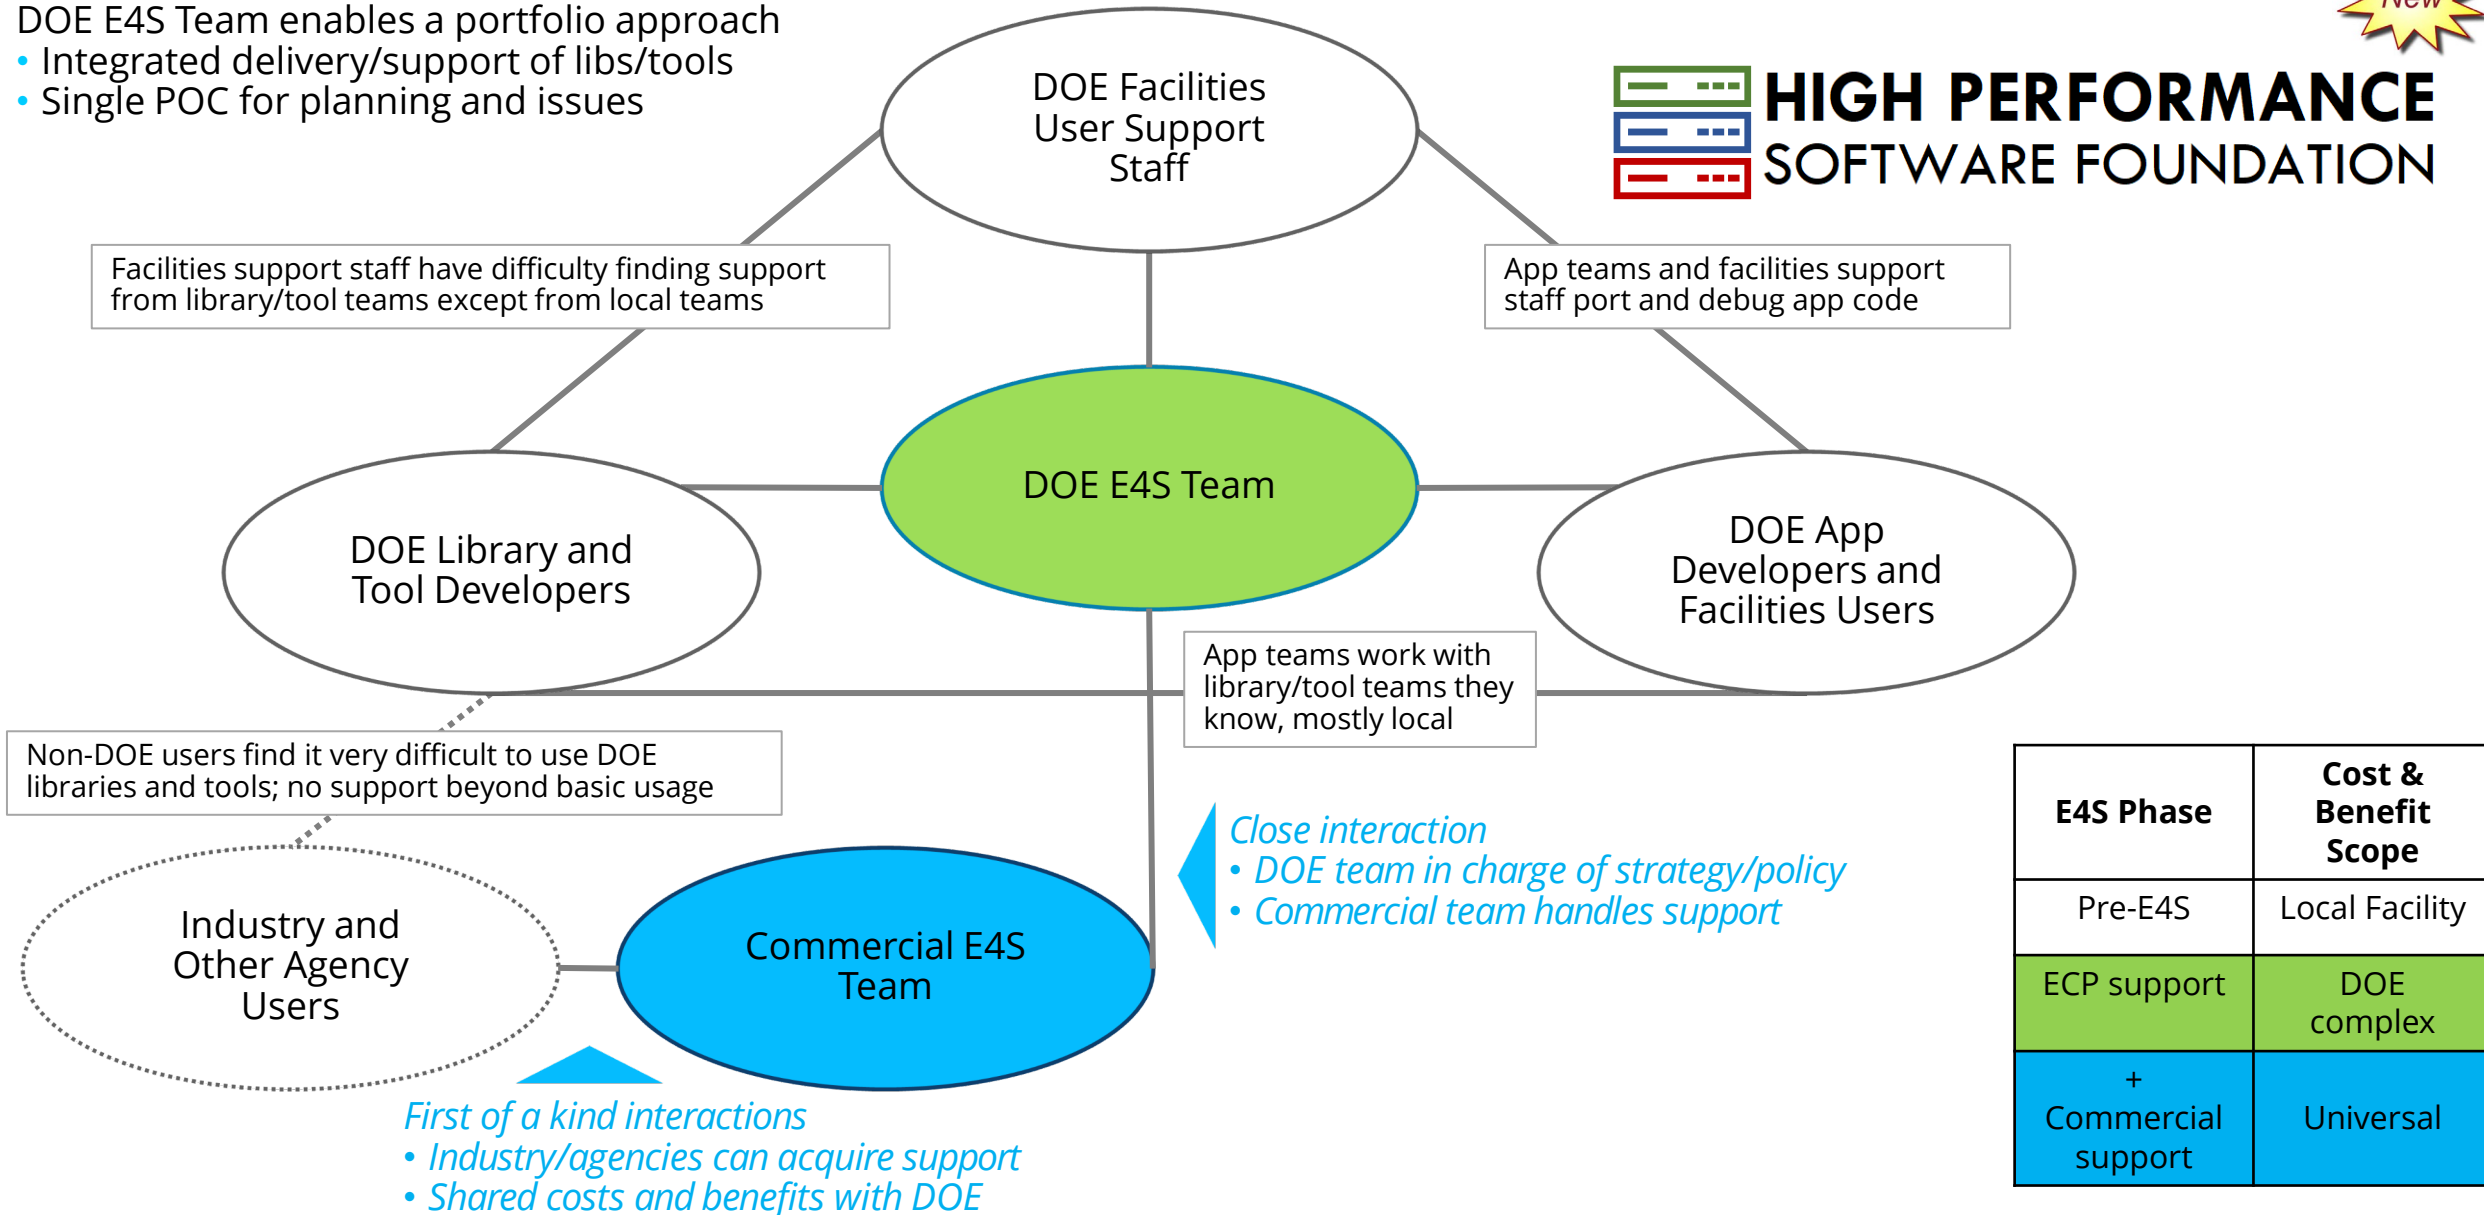 DOE E4S Team enables a portfolio approach
• Integrated delivery/support of libs/tools
• Single POC for planning and issues
New
HIGH PERFORMANCE
SOFTWARE FOUNDATION
DOE Facilities
User Support
Staff
Facilities support staff have difficulty finding support
from library/tool teams except from local teams
App teams and facilities support
staff port and debug app code
DOE E4S Team
DOE Library and
Tool Developers
DOE App
Developers and
Facilities Users
App teams work with
library/tool teams they
know, mostly local
Non-DOE users find it very difficult to use DOE
libraries and tools; no support beyond basic usage
Close interaction
• DOE team in charge of strategy/policy
• Commercial team handles support
Industry and
Other Agency
Users
Commercial E4S
Team
First of a kind interactions
• Industry/agencies can acquire support
• Shared costs and benefits with DOE
E4S Phase
Cost &
Benefit
Scope
Pre-E4S
Local Facility
ECP support
DOE
complex
+
Commercial
support
Universal